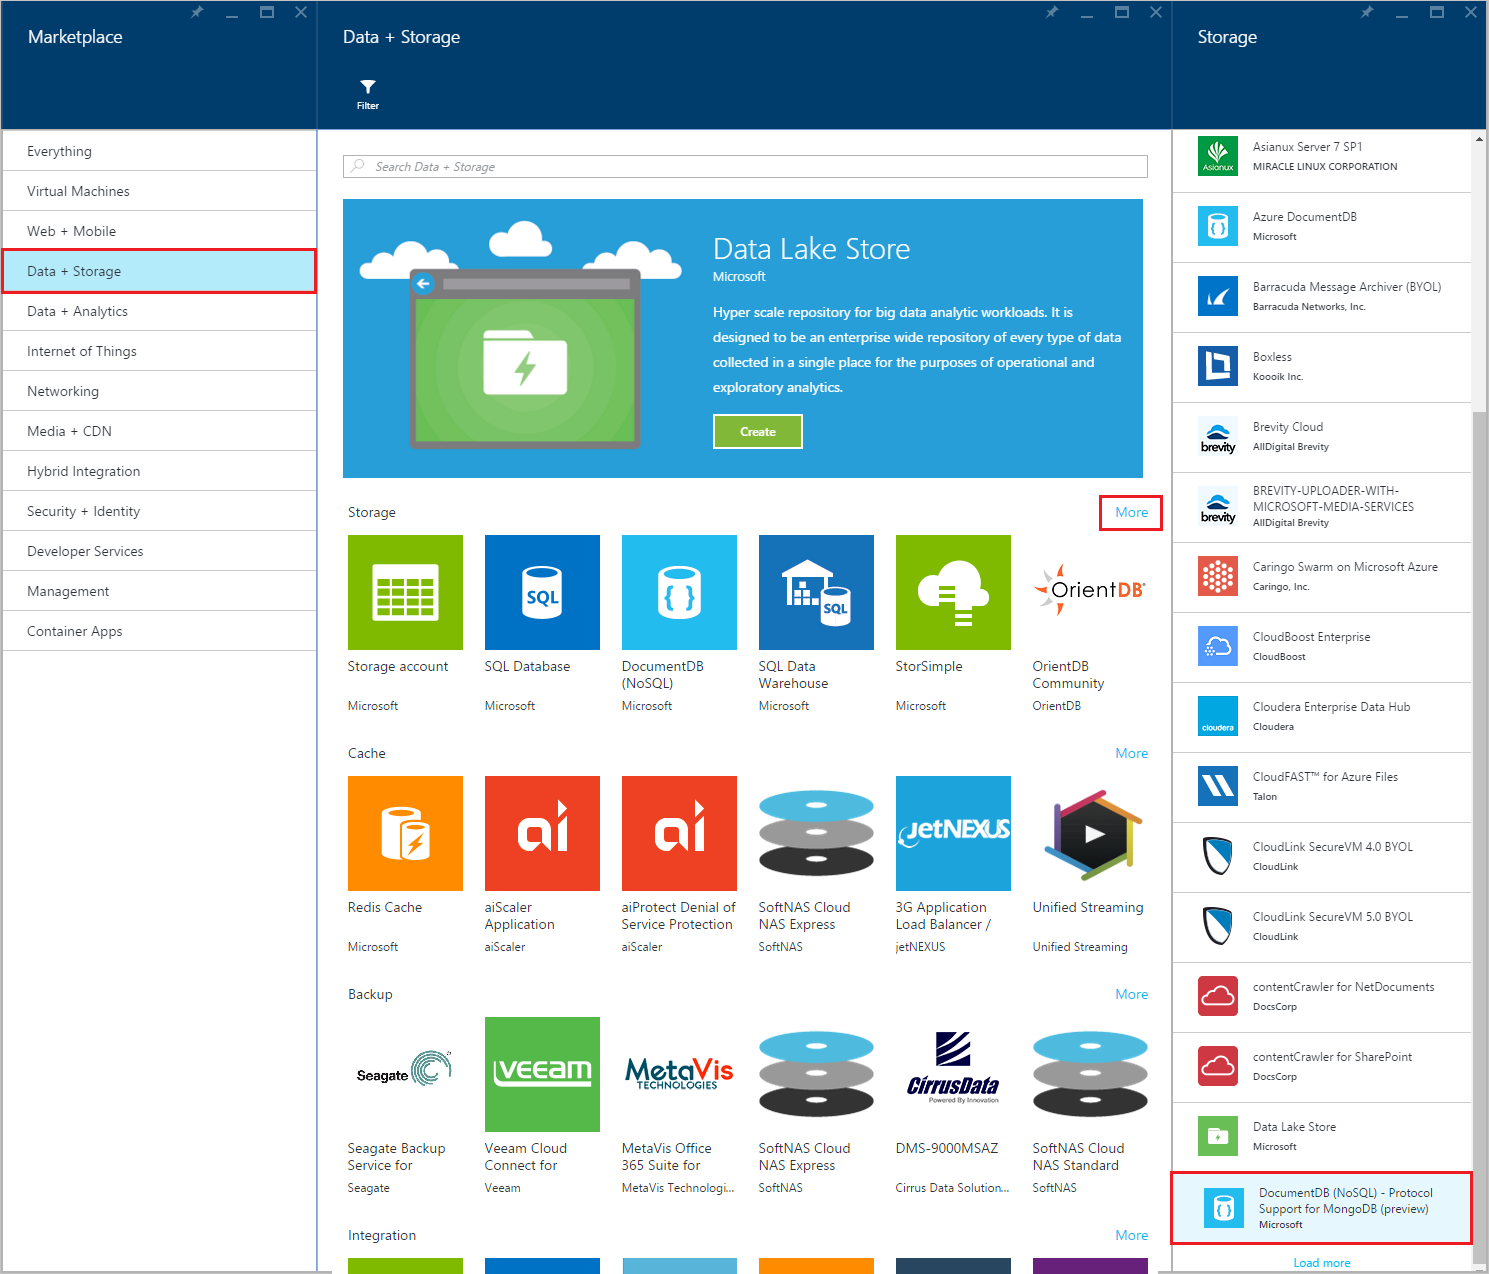 Marketplace
Everything
Virtual Machines
Web + Mobile
Data + Storage
Data + Analytics
Internet of Things
Networking
Media + CDN
Hybrid Integration
Security + Identity
Developer Services
Management
Container Apps
Data + Storage
Filter
Search Data + Storage
Data Lake Store
Microsoft
Hyper scale repository for big data analytic workloads. It is
designed to be an enterprise wide repository of every type of data
collected in a single place for the purposes of operational and
exploratory analytics.
Create
Storage
More
SQL
SQL
OrientDB
Storage account
Microsoft
SQL Database
Microsoft
DocumentDB
(NoSQL)
Microsoft
SQL Data
Warehouse
Microsoft
StorSimple
Microsoft
OrientDB
Community
OrientDB
Cache
More
ai
ai
jetNEXUS
Redis Cache
Microsoft
aiScaler
Application
aiScaler
aiProtect Denial of
Service Protection
aiScaler
SoftNAS Cloud
NAS Express
SoftNAS
3G Application
Load Balancer /
jetNEXUS
Unified Streaming
Unified Streaming
Backup
More
Seagate
veeam
MetaVis
TECHNOLOGIES
CirrusData
Powered By Innovation
Seagate Backup
Service for
Seagate
Veeam Cloud
Connect for
Veeam
MetaVis Office
365 Suite for
MetaVis Technologi...
SoftNAS Cloud
NAS Express
SoftNAS
DMS-9000MSAZ
Cirrus Data Solution...
SoftNAS Cloud
NAS Standard
SoftNAS
Integration
More
Storage
Asianux
Asianux Server 7 SP1
MIRACLE LINUX CORPORATION
Azure DocumentDB
Microsoft
Barracuda Message Archiver (BYOL)
Barracuda Networks, Inc.
Boxless
Koooik Inc.
brevity
Brevity Cloud
AllDigital Brevity
brevity
BREVITY-UPLOADER-WITH-
MICROSOFT-MEDIA-SERVICES
AllDigital Brevity
Caringo Swarm on Microsoft Azure
Caringo, Inc.
CloudBoost Enterprise
CloudBoost
cloudera
Cloudera Enterprise Data Hub
Cloudera
CloudFAST™ for Azure Files
Talon
CloudLink SecureVM 4.0 BYOL
CloudLink
CloudLink SecureVM 5.0 BYOL
CloudLink
contentCrawler for NetDocuments
DocsCorp
contentCrawler for SharePoint
DocsCorp
Data Lake Store
Microsoft
DocumentDB (NoSQL) - Protocol
Support for MongoDB (preview)
Microsoft
Load more